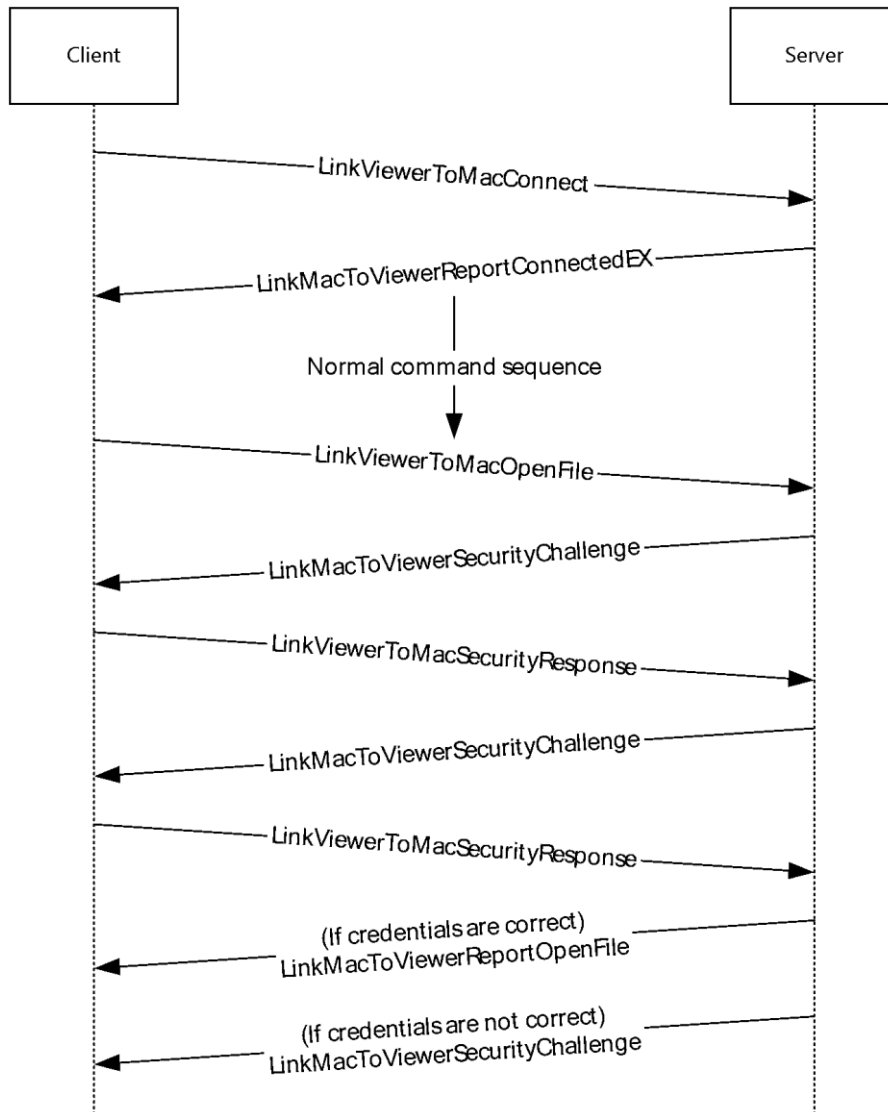 Client
Server
LinkViewerToMacConnect
LinkMacToViewerReportConnectedEX
Normal command sequence
LinkViewerToMacOpenFile
LinkMacToViewerSecurityChallenge
LinkViewerToMacSecurityResponse
LinkMacToViewerSecurityChallenge
LinkViewerToMacSecurityResponse
(If credentials are correct)
LinkMacToViewerReportOpenFile
(If credentials are not correct)
LinkMacToViewerSecurityChallenge